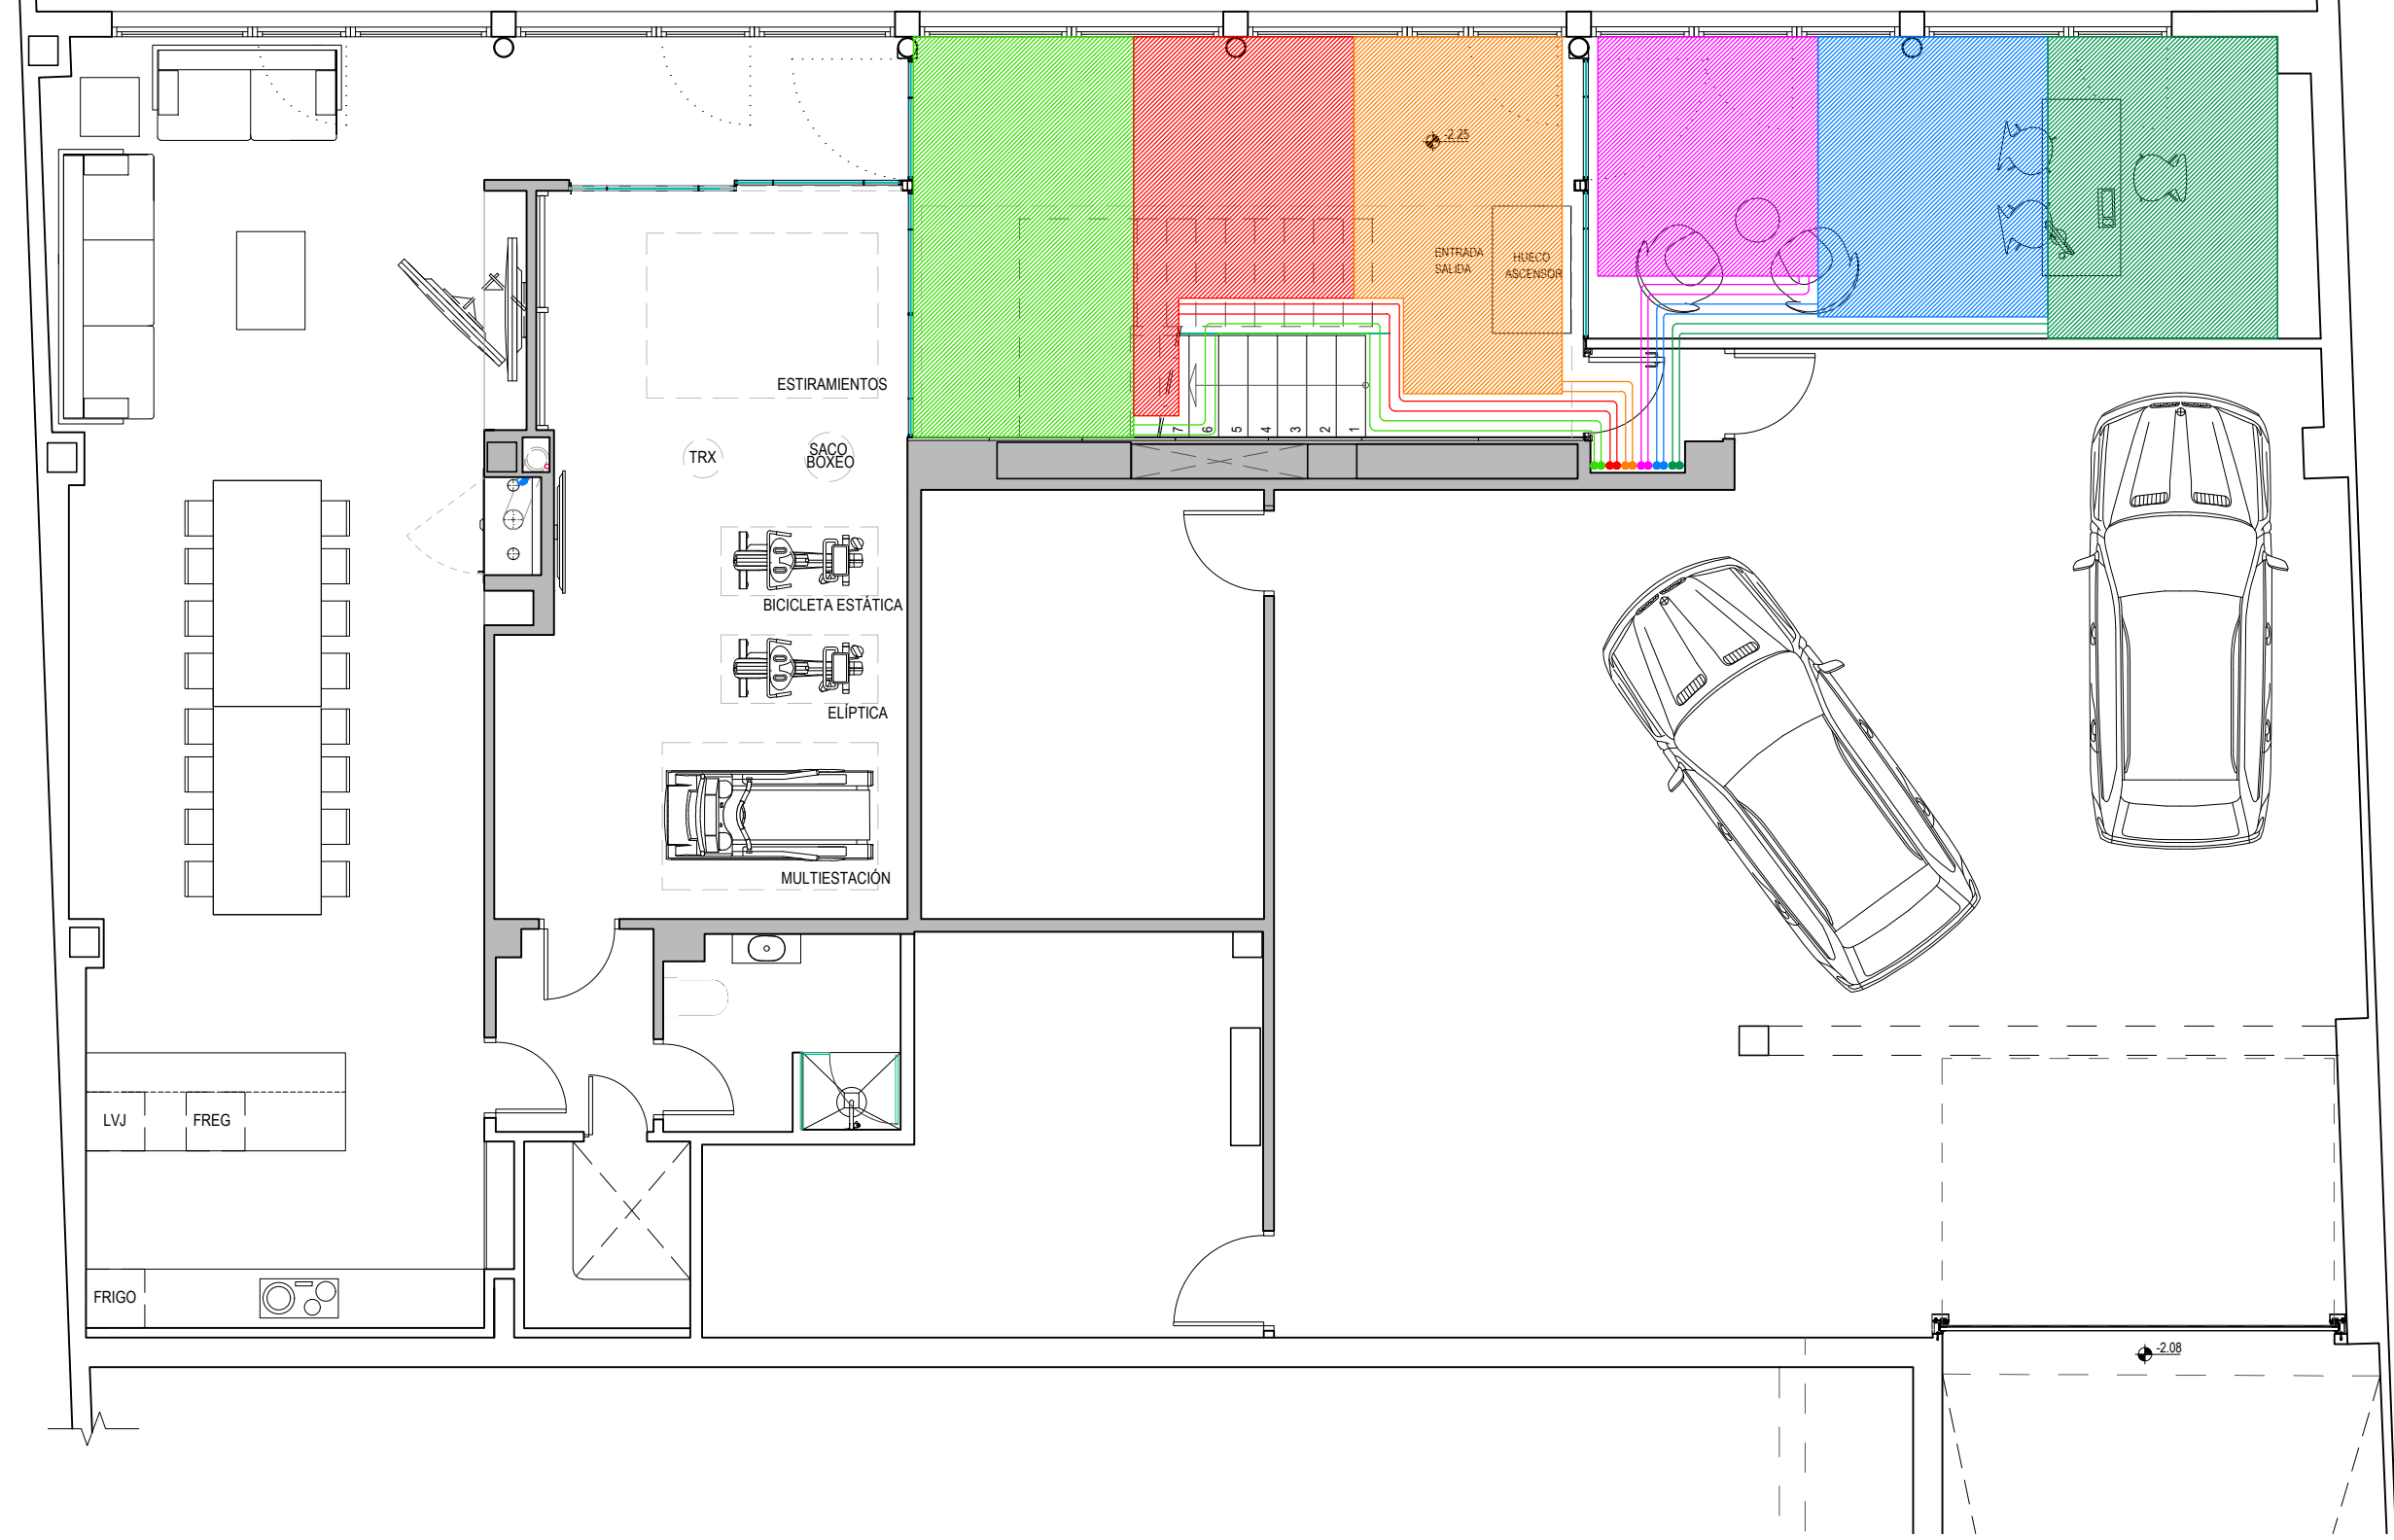 -2.25
ENTRADA
SALIDA
HUECO
ASCENSOR
ESTIRAMIENTOS
7
6
5
4
3
2
1
TRX
SACO
BOXEO
BICICLETA ESTÁTICA
ELÍPTICA
MULTIESTACIÓN
LVJ
FREG
FRIGO
-2.08